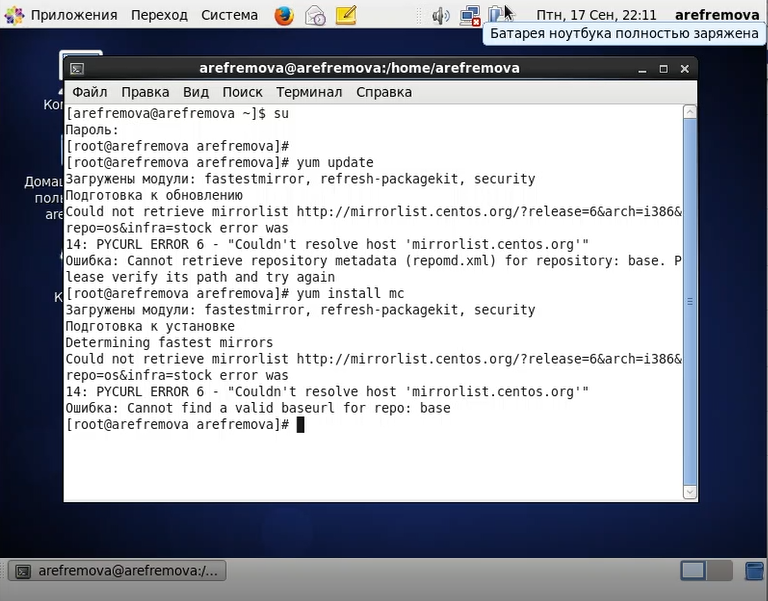 Приложения Переход Система
Птн, 17 Сен, 22:11 arefremova
Батарея ноутбука полностью заряжена
arefremova@arefremova:/home/arefremova
Файл Правка Вид Поиск Терминал Справка
[arefremova@arefremova ~]$ su
Пароль:
[root@arefremova arefremova]#
[root@arefremova arefremova]# yum update
Загружены модули: fastestmirror, refresh-packagekit, security
Подготовка к обновлению
Could not retrieve mirrorlist http://mirrorlist.centos.org/?release=6&arch=i386&
repo=os&infra=stock error was
14: PYCURL ERROR 6 - "Couldn't resolve host 'mirrorlist.centos.org'"
Ошибка: Cannot retrieve repository metadata (repomd.xml) for repository: base. P
lease verify its path and try again
[root@arefremova arefremova]# yum install mc
Загружены модули: fastestmirror, refresh-packagekit, security
Подготовка к установке
Determining fastest mirrors
Could not retrieve mirrorlist http://mirrorlist.centos.org/?release=6&arch=i386&
repo=os&infra=stock error was
14: PYCURL ERROR 6 - "Couldn't resolve host 'mirrorlist.centos.org'"
Ошибка: Cannot find a valid baseurl for repo: base
[root@arefremova arefremova]#
arefremova@arefremova:/...